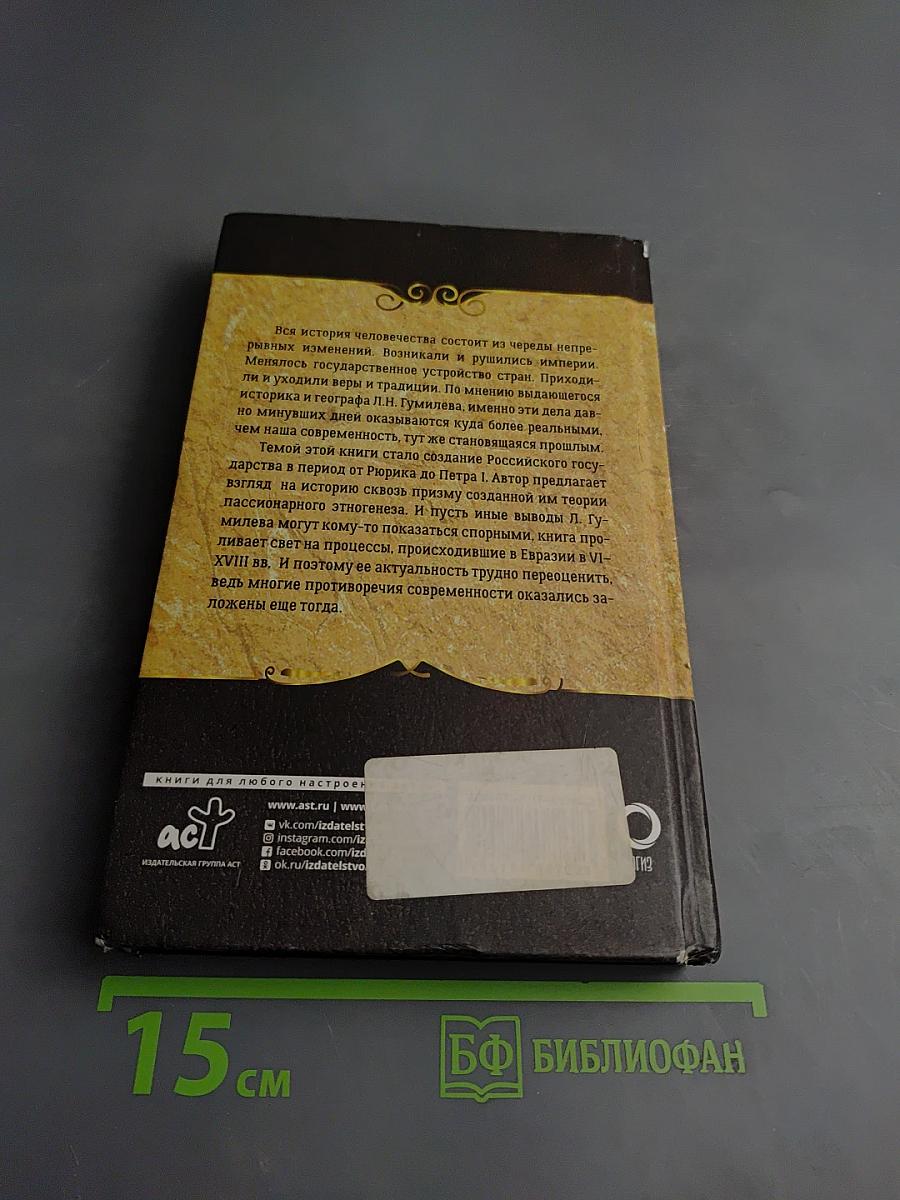 Вся история человечества состоит из череды непре-
рывных изменений. Возникали и рушились империи.
Менялось государственное устройство стран. Приходи-
ли и уходили веры и традиции. По мнению выдающегося
историка и географа Л.Н. Гумилева, именно эти дела дав-
но минувших дней оказываются куда более реальными,
чем наша современность, тут же становящаяся прошлым.
Темой этой книги стало создание Российского госу-
дарства в период от Рюрика до Петра I. Автор предлагает
взгляд на историю сквозь призму созданной им теории
пассионарного этногенеза. И пусть иные выводы Л. Гу-
милева могут кому-то показаться спорными, книга про-
ливает свет на процессы, происходившие в Евразии в VI–
XVIII вв. И поэтому ее актуальность трудно переоценить,
ведь многие противоречия современности оказались за-
ложены еще тогда.
книги для любого настроен
www.ast.ru | www
vk.com/izdatelst
instagram.com/iz
facebook.com/izd
ok.ru/izdatelstvo
аст
ИЗДАТЕЛЬСКАЯ ГРУППА АСТ
ОГИЗ
15 см
БФ БИБЛИОФАН